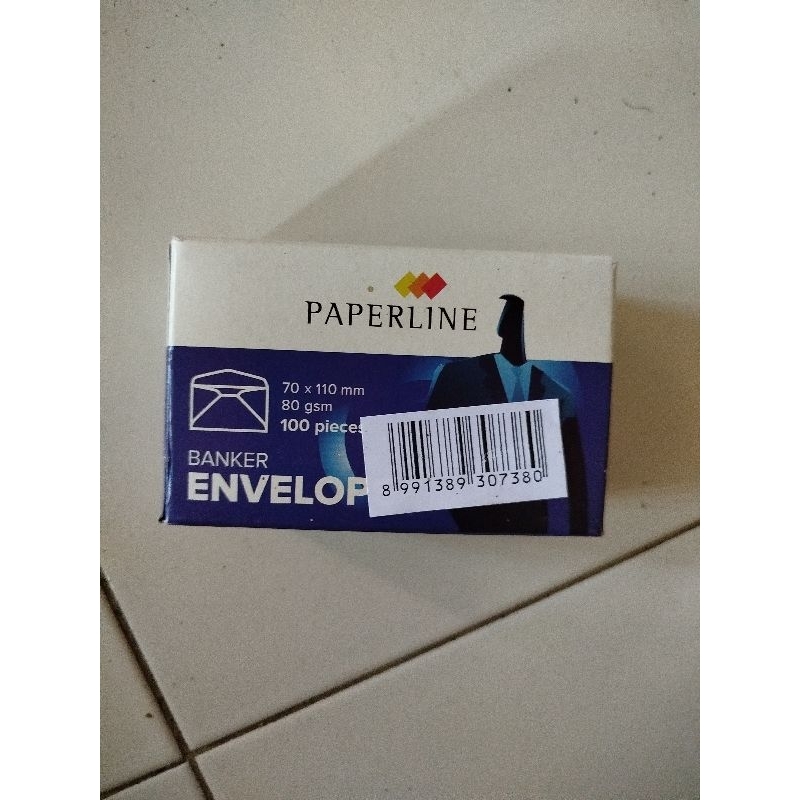 PAPERLINE
70 x 110 mm
80 gsm
100 pieces
BANKER
ENVELOP
8 991389 307380